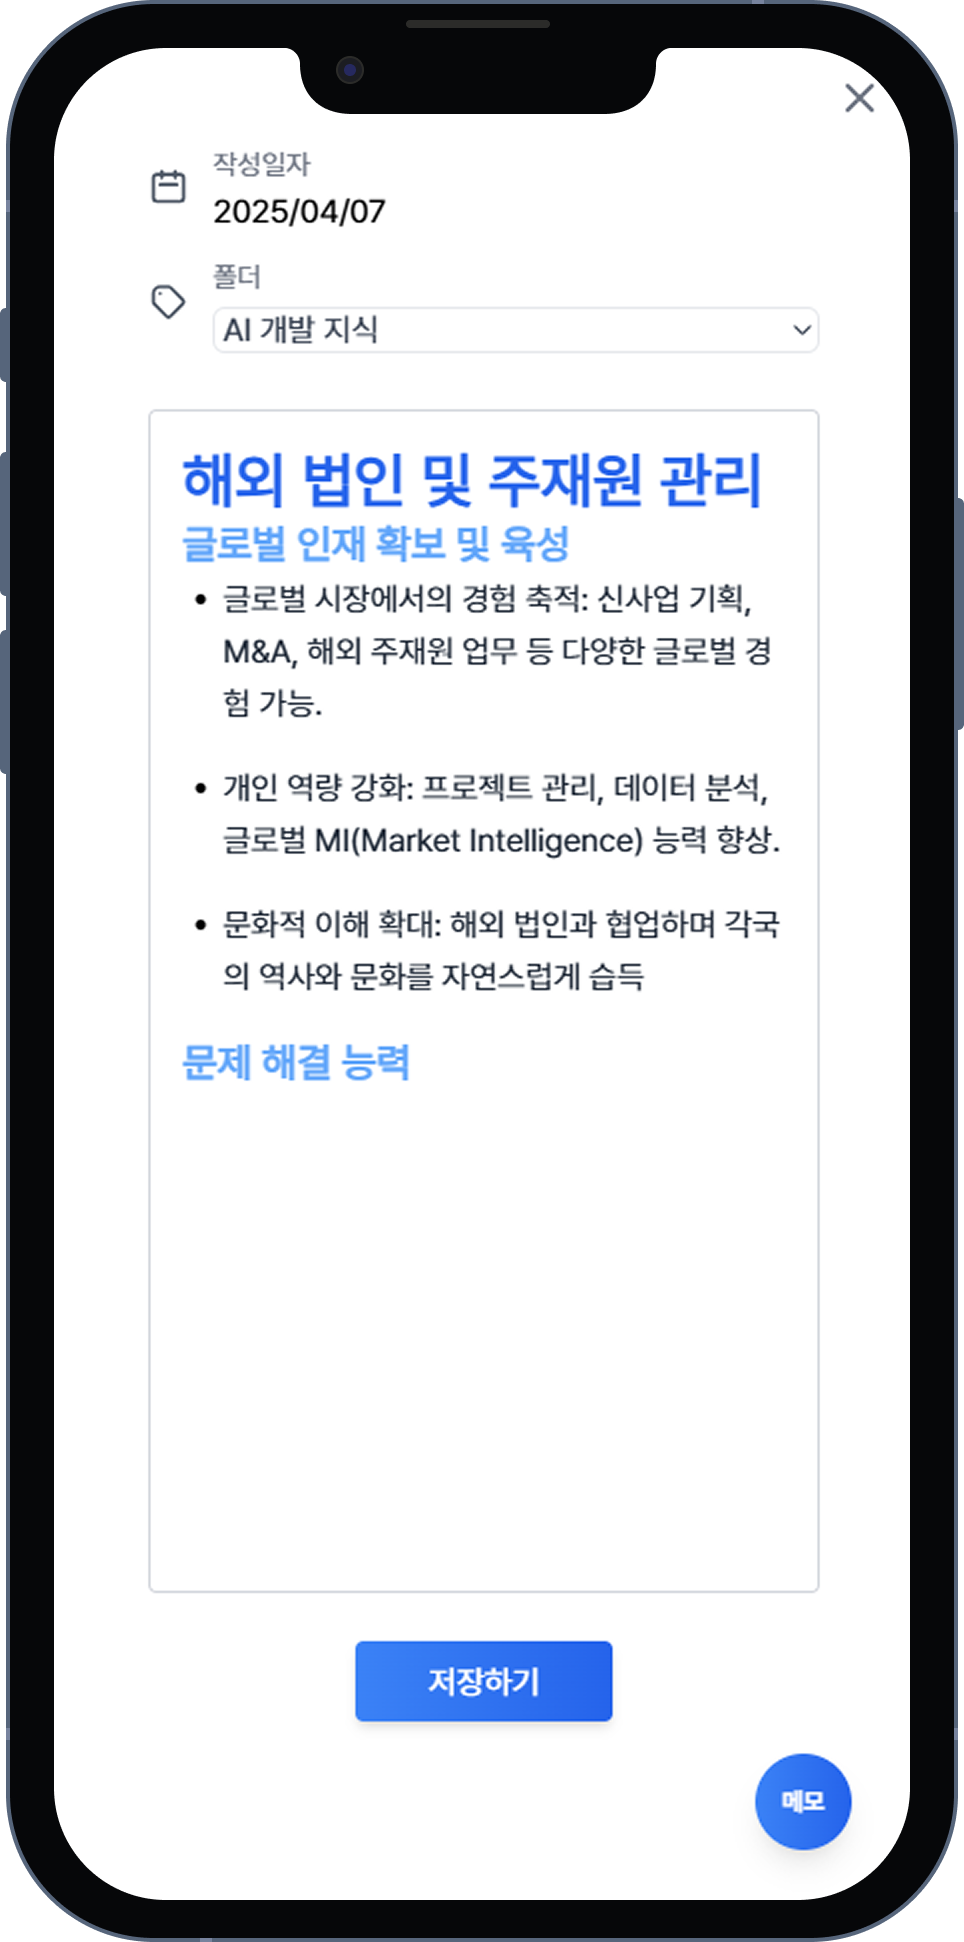 작성일자
2025/04/07
폴더
AI 개발 지식
해외 법인 및 주재원 관리
글로벌 인재 확보 및 육성
• 글로벌 시장에서의 경험 축적: 신사업 기획,
M&A, 해외 주재원 업무 등 다양한 글로벌 경
험 가능.
• 개인 역량 강화: 프로젝트 관리, 데이터 분석,
글로벌 MI(Market Intelligence) 능력 향상.
• 문화적 이해 확대: 해외 법인과 협업하며 각국
의 역사와 문화를 자연스럽게 습득
문제 해결 능력
저장하기
메모